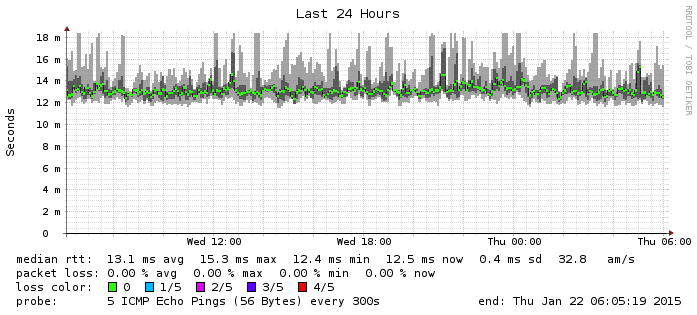 Last 24 Hours
RRDTOOL / TOBI OETIKER
Seconds
18 m
16 m
14 m
12 m
10 m
8 m
6 m
4 m
2 m
0
Wed 12:00 Wed 18:00 Thu 00:00 Thu 06:00
median rtt: 13.1 ms avg 15.3 ms max 12.4 ms min 12.5 ms now 0.4 ms sd 32.8 am/s
packet loss: 0.00 % avg 0.00 % max 0.00 % min 0.00 % now
loss color: 0 1/5 2/5 3/5 4/5
probe: 5 ICMP Echo Pings (56 Bytes) every 300s end: Thu Jan 22 06:05:19 2015